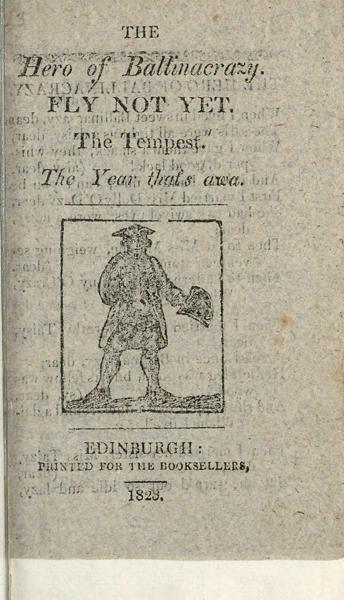 THE
Hero of Ballinacrazy.
FLY NOT YET.
The Tempest.
The Year that's awa.
EDINBURGH:
PRINTED FOR THE BOOKSELLERS,
1823.